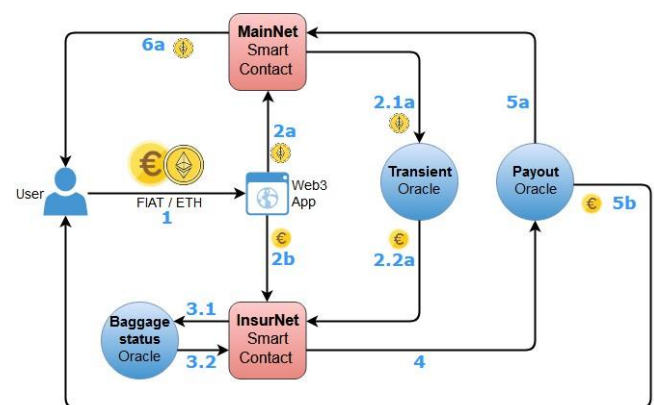 MainNet
Smart
Contact
6a
2.1a
5a
2a
€
Transient
Oracle
Payout
Oracle
User
FIAT / ETH
1
Web3
App
€
5b
€
2b
€
2.2a
Baggage
status
Oracle
3.1
3.2
InsurNet
Smart
Contact
4